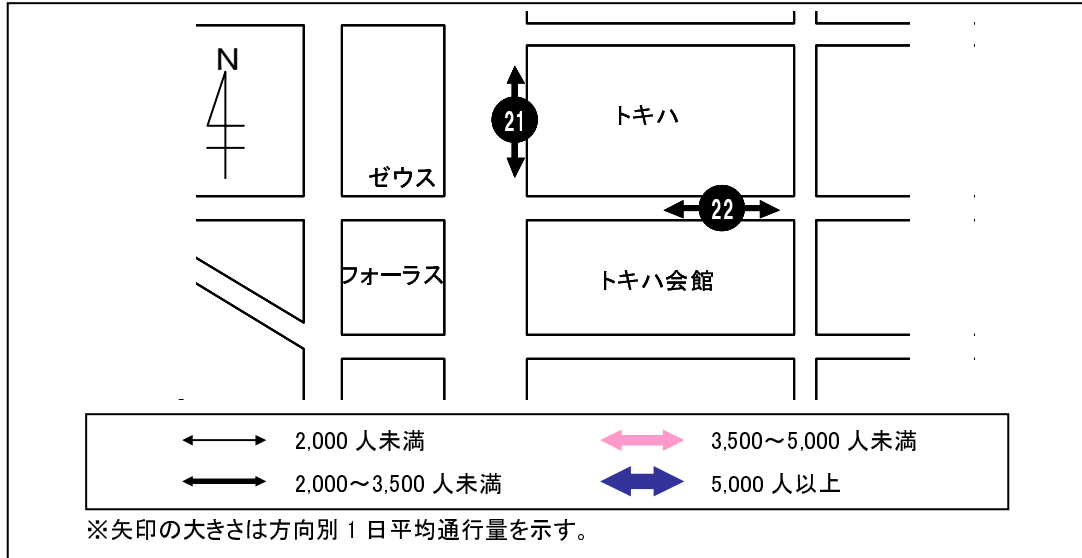 N
21
トキハ
ゼウス
22
フォーラス
トキハ会館
2,000 人未満
3,500～5,000 人未満
2,000～3,500 人未満
5,000 人以上
※矢印の大きさは方向別 1 日平均通行量を示す。